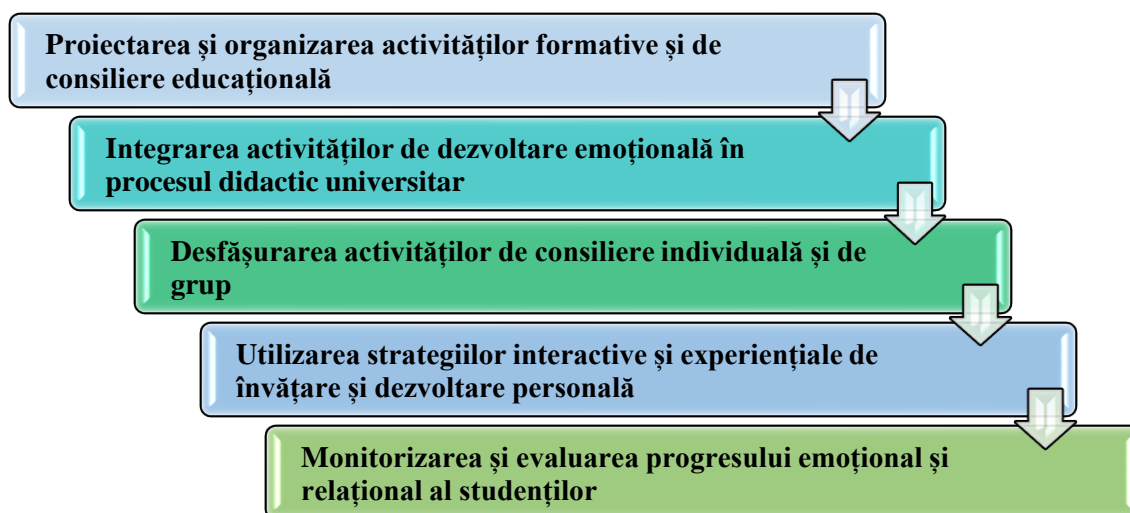 Proiectarea și organizarea activităților formative și de
consiliere educațională
Integrarea activităților de dezvoltare emoțională în
procesul didactic universitar
Desfășurarea activităților de consiliere individuală și de
grup
Utilizarea strategiilor interactive și experiențiale de
învățare și dezvoltare personală
Monitorizarea și evaluarea progresului emoțional și
relațional al studenților